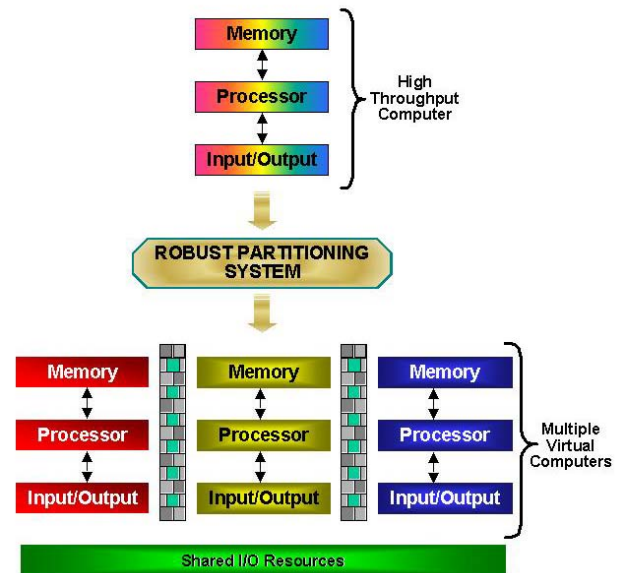 Memory
Processor
Input/Output
High
Throughput
Computer
ROBUST PARTITIONING
SYSTEM
Memory
Memory
Memory
Processor
Processor
Processor
Input/Output
Input/Output
Input/Output
Multiple
Virtual
Computers
Shared I/O Resources